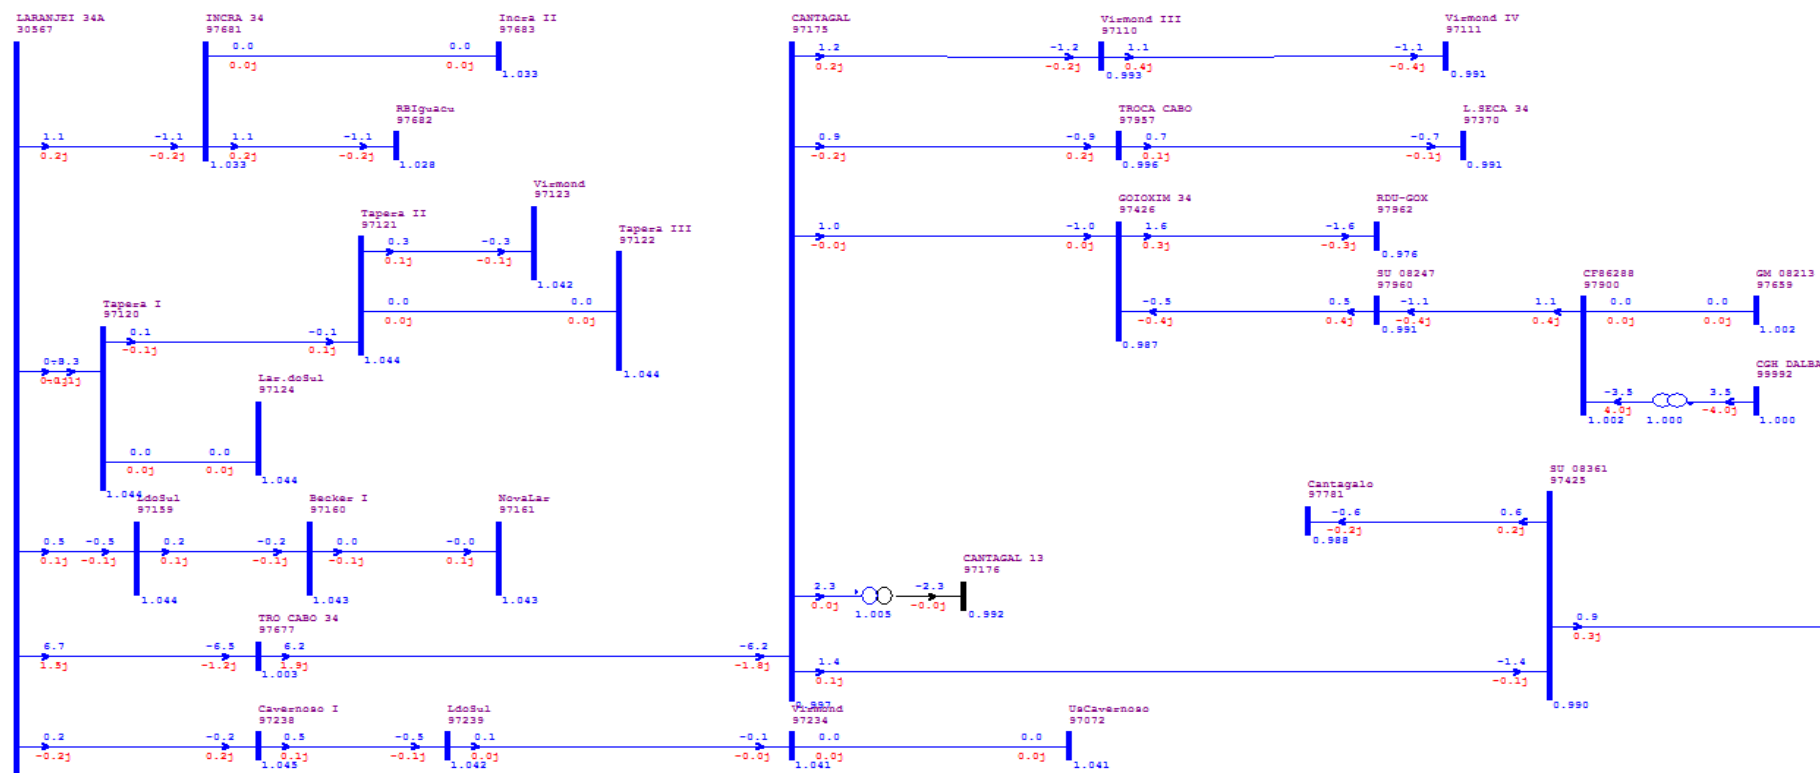 LARANJEI 34A
30567
INCRA 34
97681
Incra II
97683
CANTAGAL
97175
Virmond III
97110
Virmond IV
97111
0.0
0.0
0.0j
0.0j
1.033
1.2
-1.2
1.1
-1.1
0.2j
-0.2j
0.4j
-0.4j
0.993
0.991
RBIguacu
97682
TROCA CABO
97957
L.SECA 34
97370
1.1
-1.1
1.1
-1.1
0.2j
-0.2j
0.2j
-0.2j
1.033
1.028
0.9
-0.9
0.7
-0.7
-0.2j
0.2j
0.1j
-0.1j
0.996
0.991
Virmond
97123
Tapera II
97121
Tapera III
97122
GOIOXIM 34
97426
RDU-GOX
97962
0.3
-0.3
0.1j
-0.1j
1.042
0.0
0.0
0.0j
0.0j
1.044
1.0
-1.0
1.6
-1.6
-0.0j
0.0j
0.3j
-0.3j
0.976
SU 08247
97960
CF86288
97900
GM 08213
97659
-0.5
0.5
-1.1
1.1
0.0
0.0
-0.4j
0.4j
-0.4j
0.4j
0.0j
0.0j
0.991
1.002
0.987
Tapera I
97120
0.1
-0.1
-0.1j
0.1j
1.044
CGH DALBA
99992
-3.5
3.5
4.0j
-4.0j
1.002
1.000
1.000
Lar.doSul
97124
0.0
0.0
0.0j
0.0j
1.044
1.044
LdoSul
97159
Becker I
97160
NovaLar
97161
0.5
-0.5
0.2
-0.2
0.0
-0.0
0.1j
-0.1j
0.1j
-0.1j
-0.1j
0.1j
1.044
1.043
1.043
SU 08361
97425
Cantagalo
97781
-0.6
0.6
-0.2j
0.2j
0.988
CANTAGAL 13
97176
2.3
-2.3
0.0j
-0.0j
1.005
0.992
0.9
0.3j
TRO CABO 34
97677
6.7
-6.5
6.2
-6.2
1.5j
-1.2j
1.9j
-1.8j
1.003
1.4
-1.4
0.1j
-0.1j
0.997
0.990
Cavernoso I
97238
LdoSul
97239
Virmond
97234
UsCavernoso
97072
0.2
-0.2
0.5
-0.5
0.1
-0.1
0.0
0.0
-0.2j
0.2j
0.1j
-0.1j
0.0j
-0.0j
0.0j
0.0j
1.045
1.042
1.041
1.041